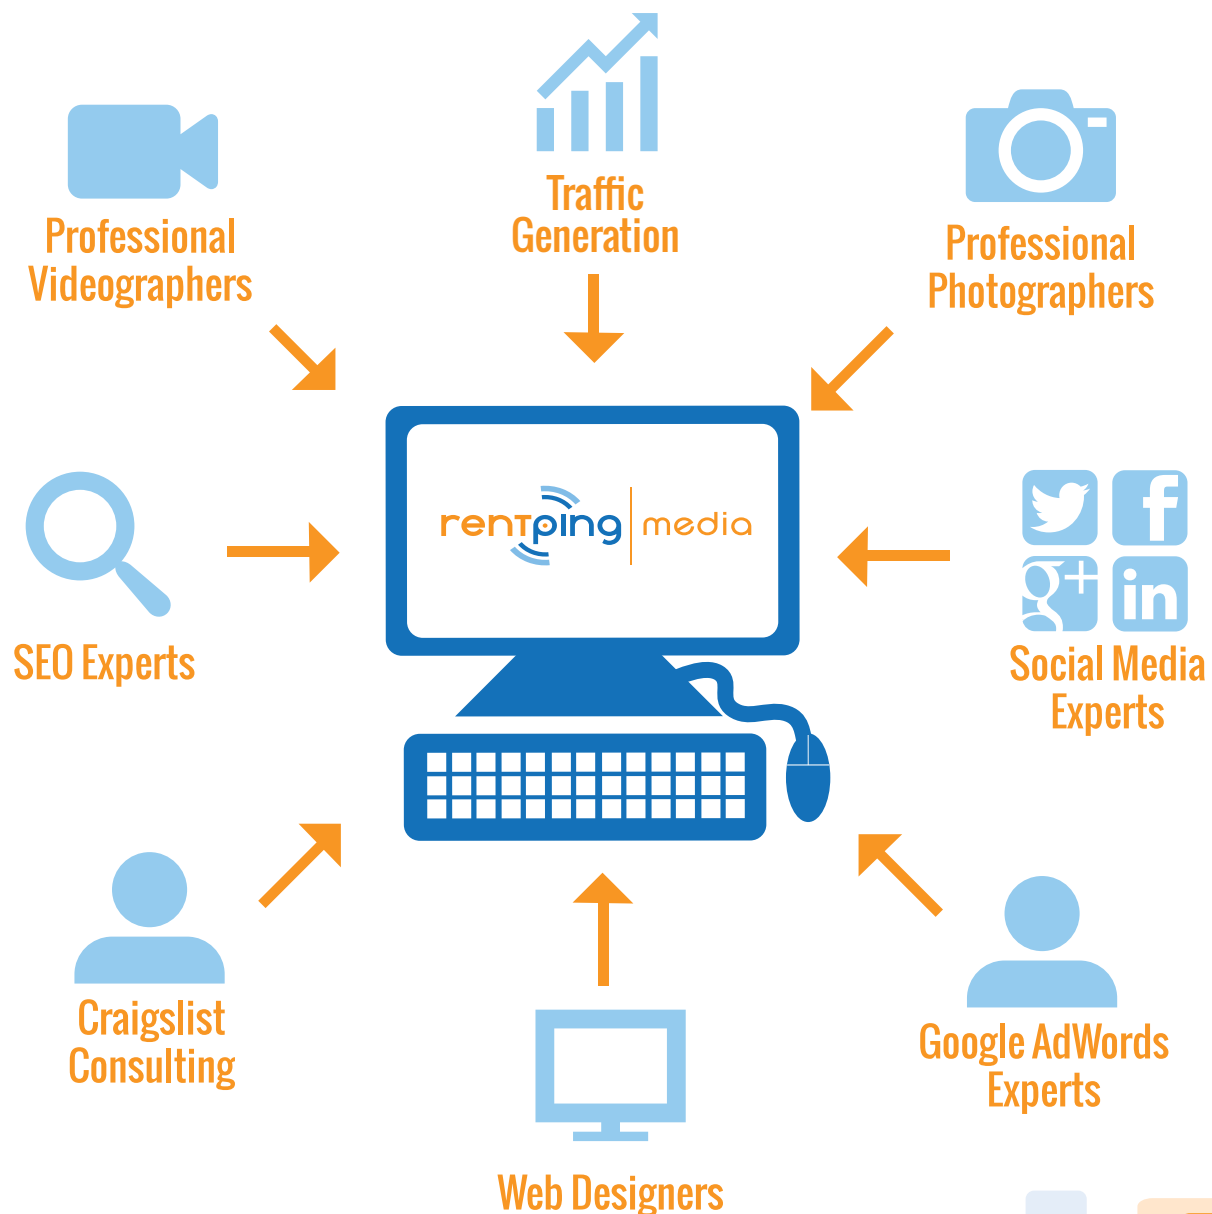 Traffic
Generation
Professional
Videographers
Professional
Photographers
rentping media
SEO Experts
Social Media
Experts
Craigslist
Consulting
Google AdWords
Experts
Web Designers